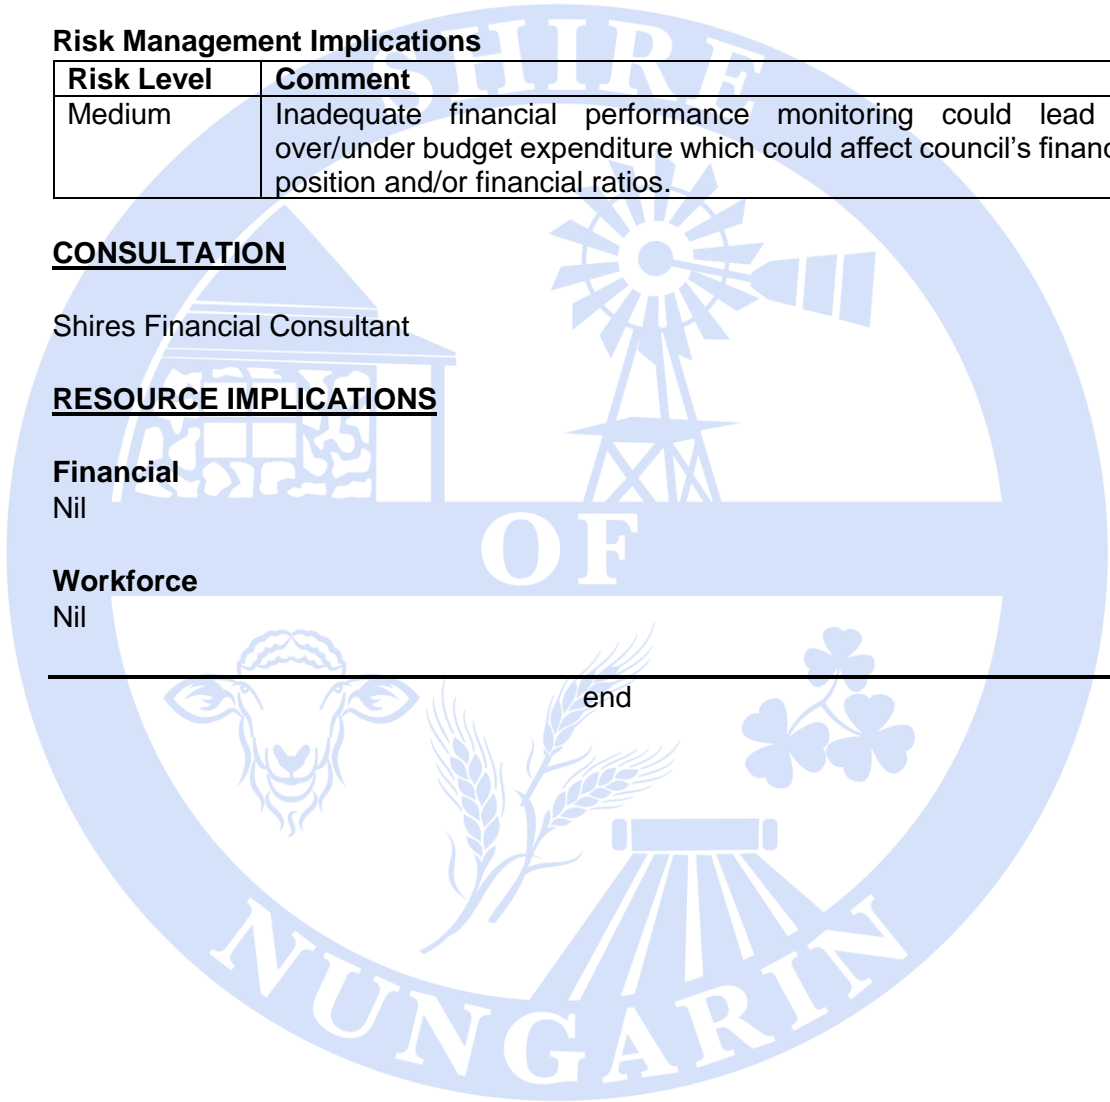 Risk Management Implications
Risk Level Comment
Medium Inadequate financial performance monitoring could lead
over/under budget expenditure which could affect council's financ
position and/or financial ratios.
CONSULTATION
Shires Financial Consultant
RESOURCE IMPLICATIONS
Financial
Nil
Workforce
Nil
end
SHIRE
OF
NUNGARIN